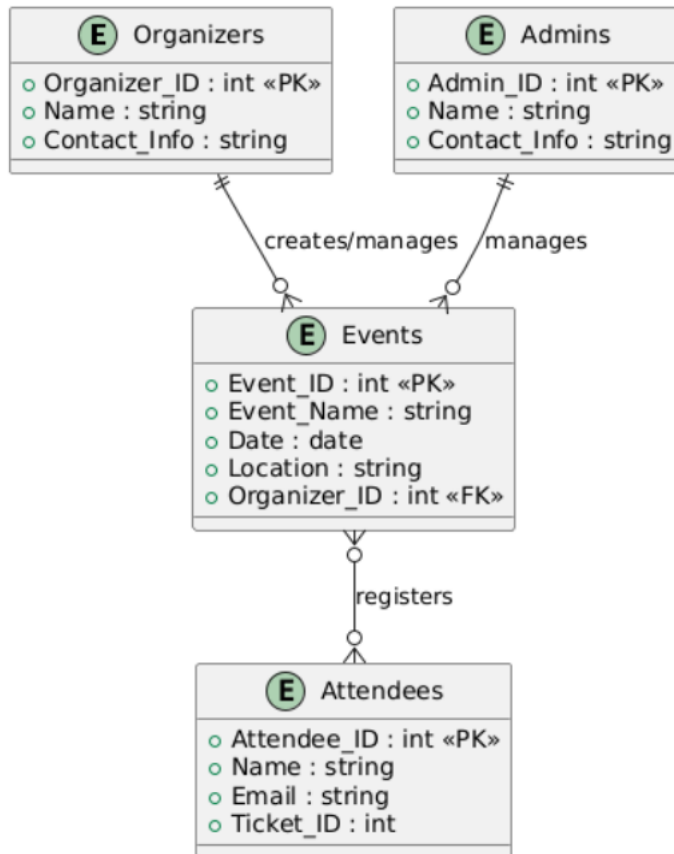 E Organizers
Organizer_ID : int «PK»
Name : string
Contact_Info : string
E Admins
Admin_ID : int «PK»
Name : string
Contact_Info : string
creates/manages
manages
E Events
Event_ID : int «PK»
Event_Name : string
Date : date
Location : string
Organizer_ID : int «FK»
registers
E Attendees
Attendee_ID : int «PK»
Name : string
Email : string
Ticket_ID : int